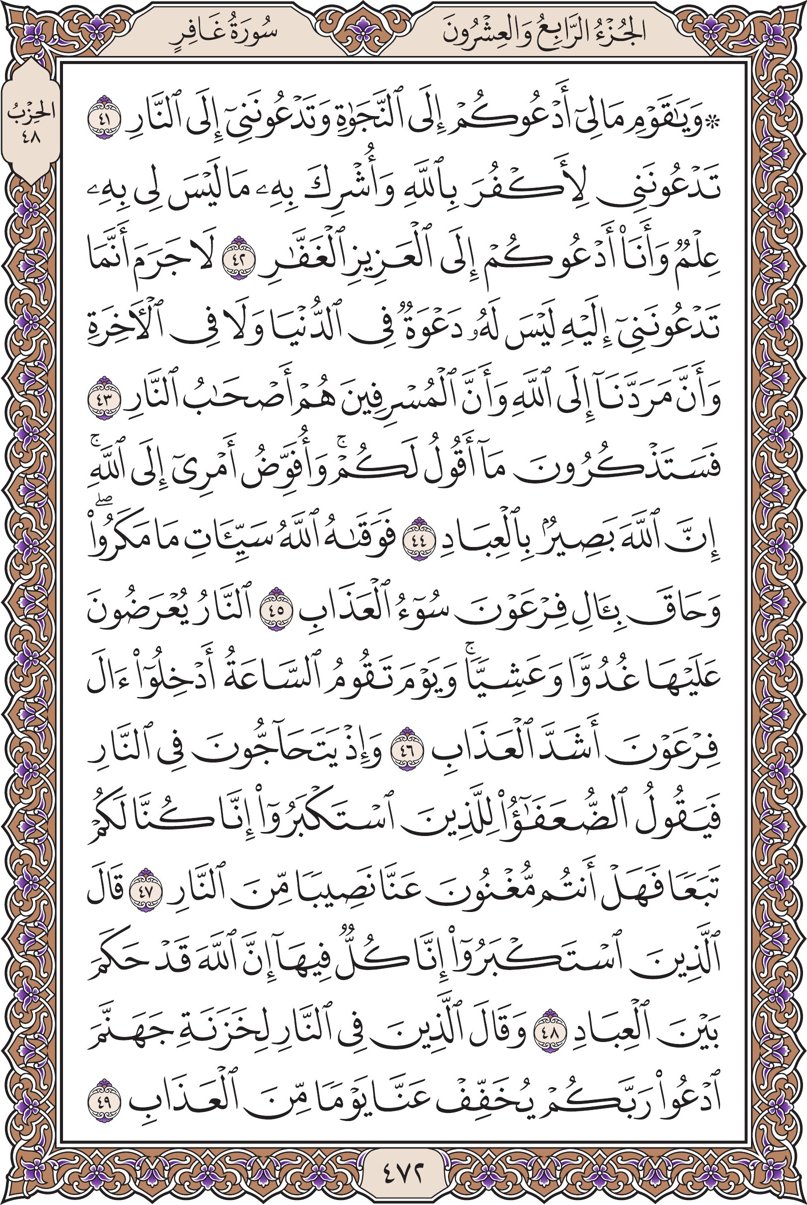 الجُزْءُ الرَّابِعُ وَالعِشْرُونَ
سُورَةُ غَافِرٍ
الحِزْبُ
٤٨
۞ وَيَٰقَوْمِ مَالِىٓ أَدْعُوكُمْ إِلَى ٱلنَّجَوٰةِ وَتَدْعُونَنِىٓ إِلَى ٱلنَّارِ ٤١
تَدْعُونَنِى لِأَكْفُرَ بِٱللَّهِ وَأُشْرِكَ بِهِۦ مَا لَيْسَ لِى بِهِۦ
عِلْمٌ وَأَنَا۠ أَدْعُوكُمْ إِلَى ٱلْعَزِيزِ ٱلْغَفَّٰرِ ٤٢ لَا جَرَمَ أَنَّمَا
تَدْعُونَنِىٓ إِلَيْهِ لَيْسَ لَهُۥ دَعْوَةٌ فِى ٱلدُّنْيَا وَلَا فِى ٱلْأَخِرَةِ
وَأَنَّ مَرَدَّنَآ إِلَى ٱللَّهِ وَأَنَّ ٱلْمُسْرِفِينَ هُمْ أَصْحَٰبُ ٱلنَّارِ ٤٣
فَسَتَذْكُرُونَ مَآ أَقُولُ لَكُمْۚ وَأُفَوِّضُ أَمْرِىٓ إِلَى ٱللَّهِۚ
إِنَّ ٱللَّهَ بَصِيرٌۢ بِٱلْعِبَادِ ٤٤ فَوَقَىٰهُ ٱللَّهُ سَيِّـَٔاتِ مَا مَكَرُوا۟ۖ
وَحَاقَ بِـَٔالِ فِرْعَوْنَ سُوٓءُ ٱلْعَذَابِ ٤٥ ٱلنَّارُ يُعْرَضُونَ
عَلَيْهَا غُدُوًّا وَعَشِيًّاۚ وَيَوْمَ تَقُومُ ٱلسَّاعَةُ أَدْخِلُوٓا۟ ءَالَ
فِرْعَوْنَ أَشَدَّ ٱلْعَذَابِ ٤٦ وَإِذْ يَتَحَآجُّونَ فِى ٱلنَّارِ
فَيَقُولُ ٱلضُّعَفَٰٓؤُا۟ لِلَّذِينَ ٱسْتَكْبَرُوٓا۟ إِنَّا كُنَّا لَكُمْ
تَبَعًا فَهَلْ أَنتُم مُّغْنُونَ عَنَّا نَصِيبًا مِّنَ ٱلنَّارِ ٤٧ قَالَ
ٱلَّذِينَ ٱسْتَكْبَرُوٓا۟ إِنَّا كُلٌّ فِيهَآ إِنَّ ٱللَّهَ قَدْ حَكَمَ
بَيْنَ ٱلْعِبَادِ ٤٨ وَقَالَ ٱلَّذِينَ فِى ٱلنَّارِ لِخَزَنَةِ جَهَنَّمَ
ٱدْعُوا۟ رَبَّكُمْ يُخَفِّفْ عَنَّا يَوْمًا مِّنَ ٱلْعَذَابِ ٤٩
٤٧٢